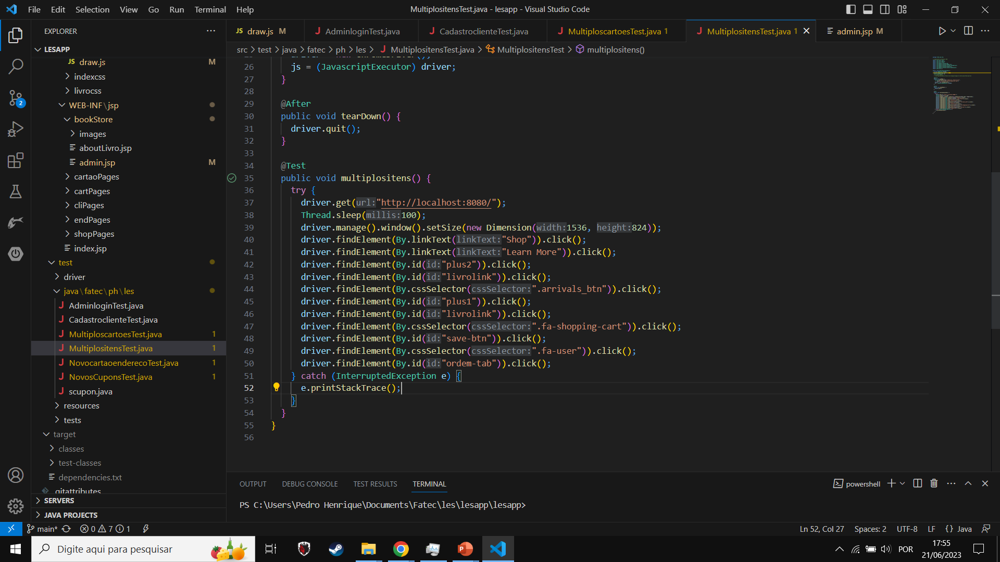 File Edit Selection View Go Run Terminal Help
MultiplositensTest.java - lesapp - Visual Studio Code
EXPLORER
LESAPP
draw.js M
indexcss
livrocss
WEB-INF\jsp
bookStore
images
aboutLivro.jsp
admin.jsp M
cartaoPages
cartPages
cliPages
endPages
shopPages
index.jsp
test
driver
java\fatec\ph\les
AdminloginTest.java
CadastroclienteTest.java
MultiploscartoesTest.java 1
MultiplositensTest.java 1
NovocartaoenderecoTest.java 1
NovosCuponsTest.java 1
scupon.java
resources
tests
target
classes
test-classes
dependencies.txt
.gitattributes
SERVERS
JAVA PROJECTS
2
JS draw.js M
AdminloginTest.java
CadastroclienteTest.java
MultiploscartoesTest.java 1
MultiplositensTest.java 1
admin.jsp M
src > test > java > fatec > ph > les > MultiplositensTest.java > MultiplositensTest > multiplositens()
26 js = (JavascriptExecutor) driver;
27 }
28
29 @After
30 public void tearDown() {
31 driver.quit();
32 }
33
34 @Test
35 public void multiplositens() {
36 try {
37 driver.get(url:"http://localhost:8080/");
38 Thread.sleep(millis:100);
39 driver.manage().window().setSize(new Dimension(width:1536, height:824));
40 driver.findElement(By.linkText(linkText:"Shop")).click();
41 driver.findElement(By.linkText(linkText:"Learn More")).click();
42 driver.findElement(By.id(id:"plus2")).click();
43 driver.findElement(By.id(id:"livrolink")).click();
44 driver.findElement(By.cssSelector(cssSelector:".arrivals_btn")).click();
45 driver.findElement(By.id(id:"plus1")).click();
46 driver.findElement(By.id(id:"livrolink")).click();
47 driver.findElement(By.cssSelector(cssSelector:".fa-shopping-cart")).click();
48 driver.findElement(By.id(id:"save-btn")).click();
49 driver.findElement(By.cssSelector(cssSelector:".fa-user")).click();
50 driver.findElement(By.id(id:"ordem-tab")).click();
51 } catch (InterruptedException e) {
52 e.printStackTrace();
53 }
54 }
55 }
56
OUTPUT DEBUG CONSOLE TEST RESULTS TERMINAL
powershell
PS C:\Users\Pedro Henrique\Documents\Fatec\les\lesapp\lesapp>
main* 0 7 1
Ln 52, Col 27 Spaces: 2 UTF-8 LF {} Java
Digite aqui para pesquisar
POR
17:55
21/06/2023